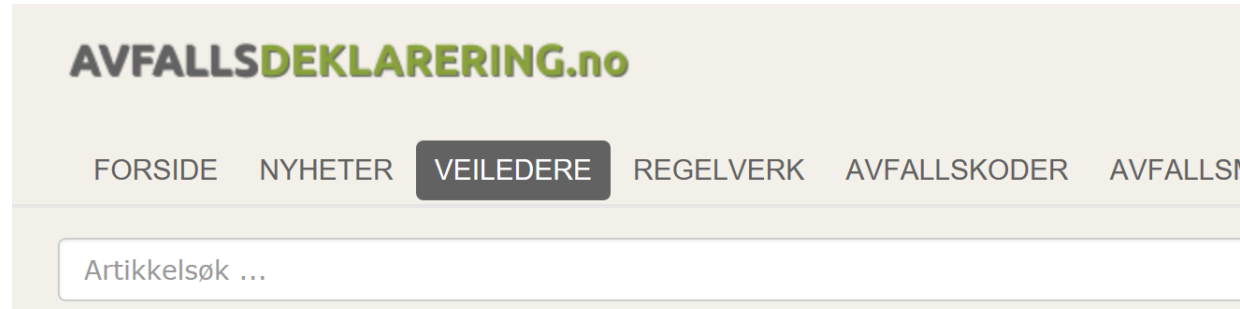 AVFALLSDEKLARERING.no
FORSIDE NYHETER VEILEDERE REGELVERK AVFALLSKODER
Artikkelsøk ...